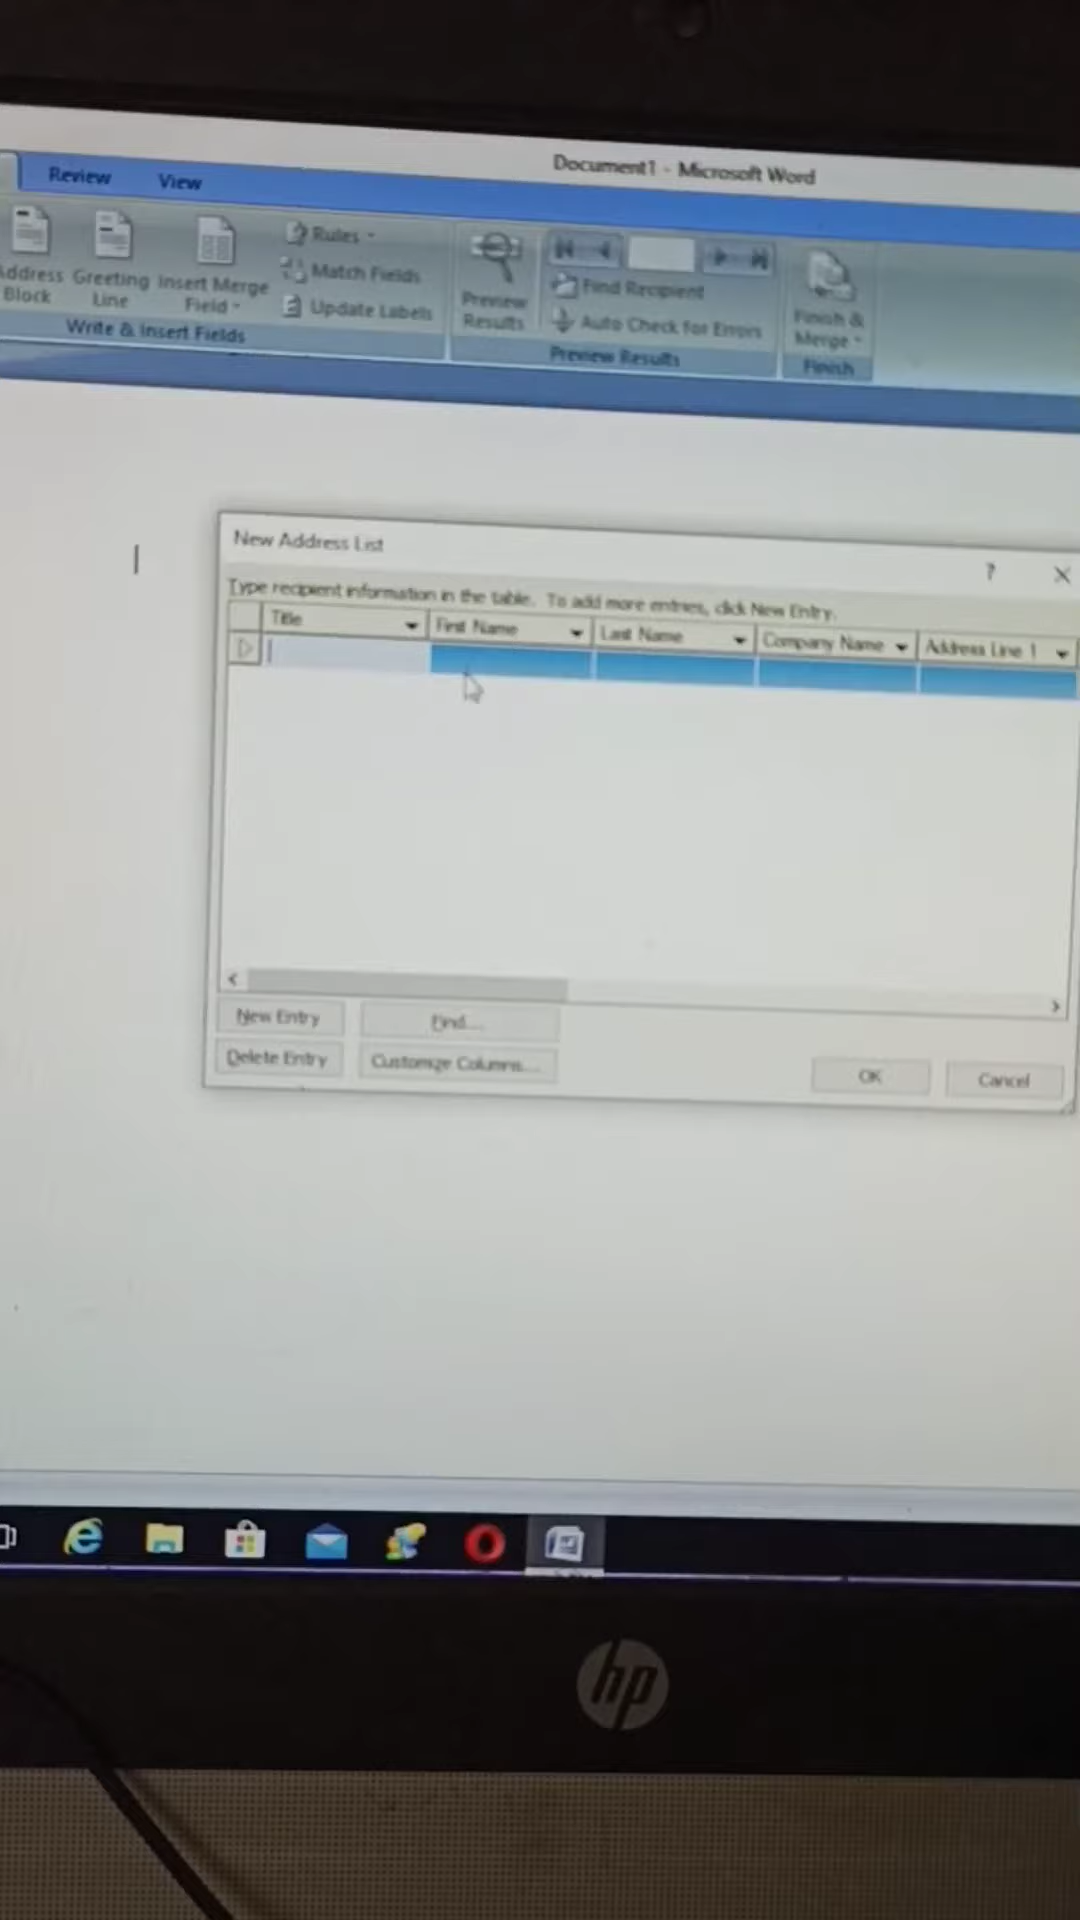 Document1 - Microsoft Word
Review View
Address Block
Greeting Line
Insert Merge Field
Rules
Match Fields
Update Labels
Write & Insert Fields
Preview Results
Find Recipient
Auto Check for Errors
Preview Results
Finish & Merge
Finish
New Address List
? X
Type recipient information in the table. To add more entries, click New Entry.
Title First Name Last Name Company Name Address Line 1
New Entry Find...
Delete Entry Customize Columns... OK Cancel
hp